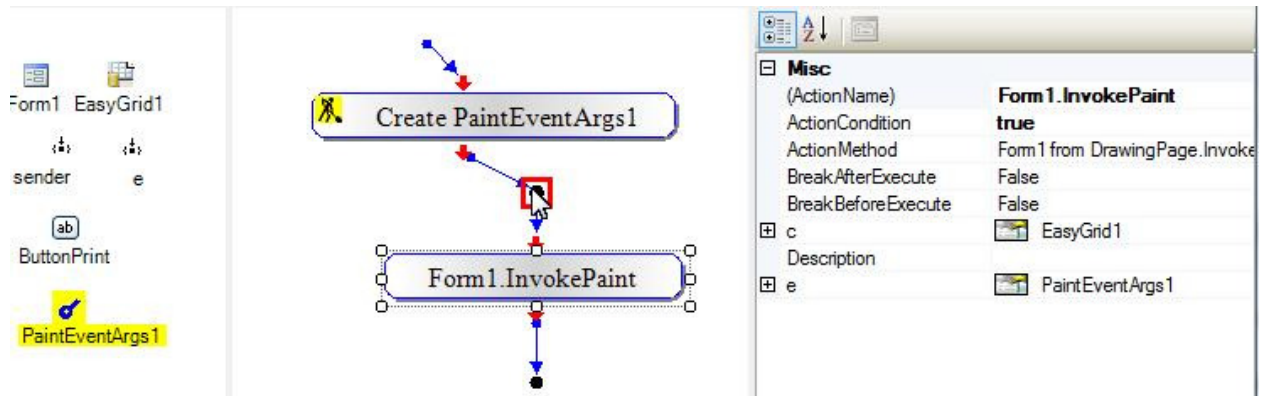 Form1 EasyGrid1
sender e
ab
ButtonPrint
PaintEventArgs1
Create PaintEventArgs1
Form1.InvokePaint
A
Z
Misc
(ActionName) Form1.InvokePaint
ActionCondition true
ActionMethod Form1 from DrawingPage.Invoke
BreakAfterExecute False
BreakBeforeExecute False
c EasyGrid1
Description
e PaintEventArgs1